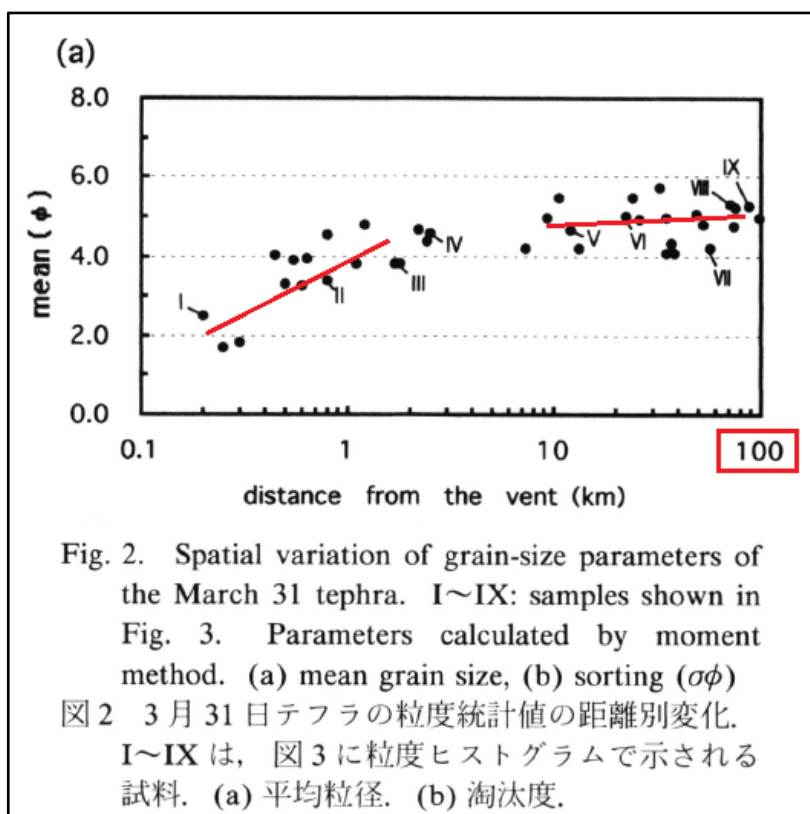 (a)
8.0
6.0
4.0
2.0
0.0
mean (ϕ)
I
II
III
IV
V
VI
VII
VIII
IX
0.1 1 10 100
distance from the vent (km)
Fig. 2. Spatial variation of grain-size parameters of
the March 31 tephra. I~IX: samples shown in
Fig. 3. Parameters calculated by moment
method. (a) mean grain size, (b) sorting (σϕ)
図2 3月31日テフラの粒度統計値の距離別変化.
I~IX は, 図3に粒度ヒストグラムで示される
試料. (a) 平均粒径. (b) 淘汰度.